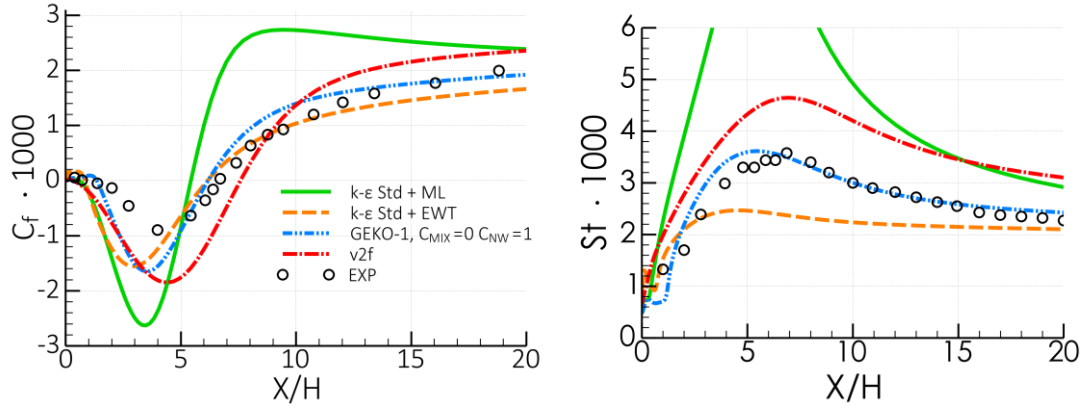 3
2
1
0
-1
-2
-3
C_f · 1000
0
5
10
15
20
X/H
k-ε Std + ML
k-ε Std + EWT
GEKO-1, C_MIX=0 C_NW=1
v2f
EXP
6
5
4
3
2
1
0
St · 1000
0
5
10
15
20
X/H